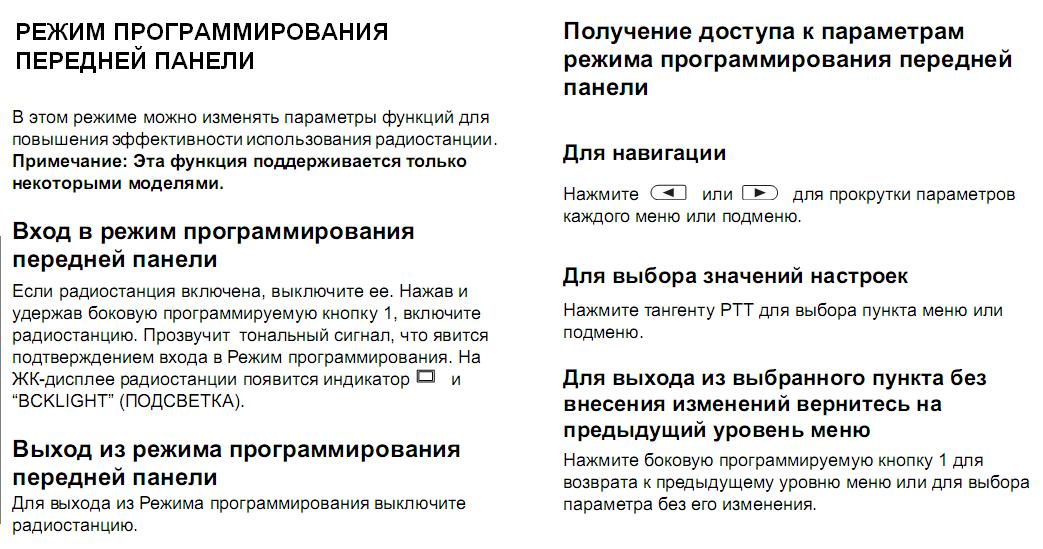 РЕЖИМ ПРОГРАММИРОВАНИЯ
ПЕРЕДНЕЙ ПАНЕЛИ
В этом режиме можно изменять параметры функций для
повышения эффективности использования радиостанции.
Примечание: Эта функция поддерживается только
некоторыми моделями.
Вход в режим программирования
передней панели
Если радиостанция включена, выключите ее. Нажав и
удержав боковую программируемую кнопку 1, включите
радиостанцию. Прозвучит тональный сигнал, что явится
подтверждением входа в Режим программирования. На
ЖК-дисплее радиостанции появится индикатор и
“BCKLIGHT” (ПОДСВЕТКА).
Выход из режима программирования
передней панели
Для выхода из Режима программирования выключите
радиостанцию.
Получение доступа к параметрам
режима программирования передней
панели
Для навигации
Нажмите ◄ или ► для прокрутки параметров
каждого меню или подменю.
Для выбора значений настроек
Нажмите тангенту PTT для выбора пункта меню или
подменю.
Для выхода из выбранного пункта без
внесения изменений вернитесь на
предыдущий уровень меню
Нажмите боковую программируемую кнопку 1 для
возврата к предыдущему уровню меню или для выбора
параметра без его изменения.